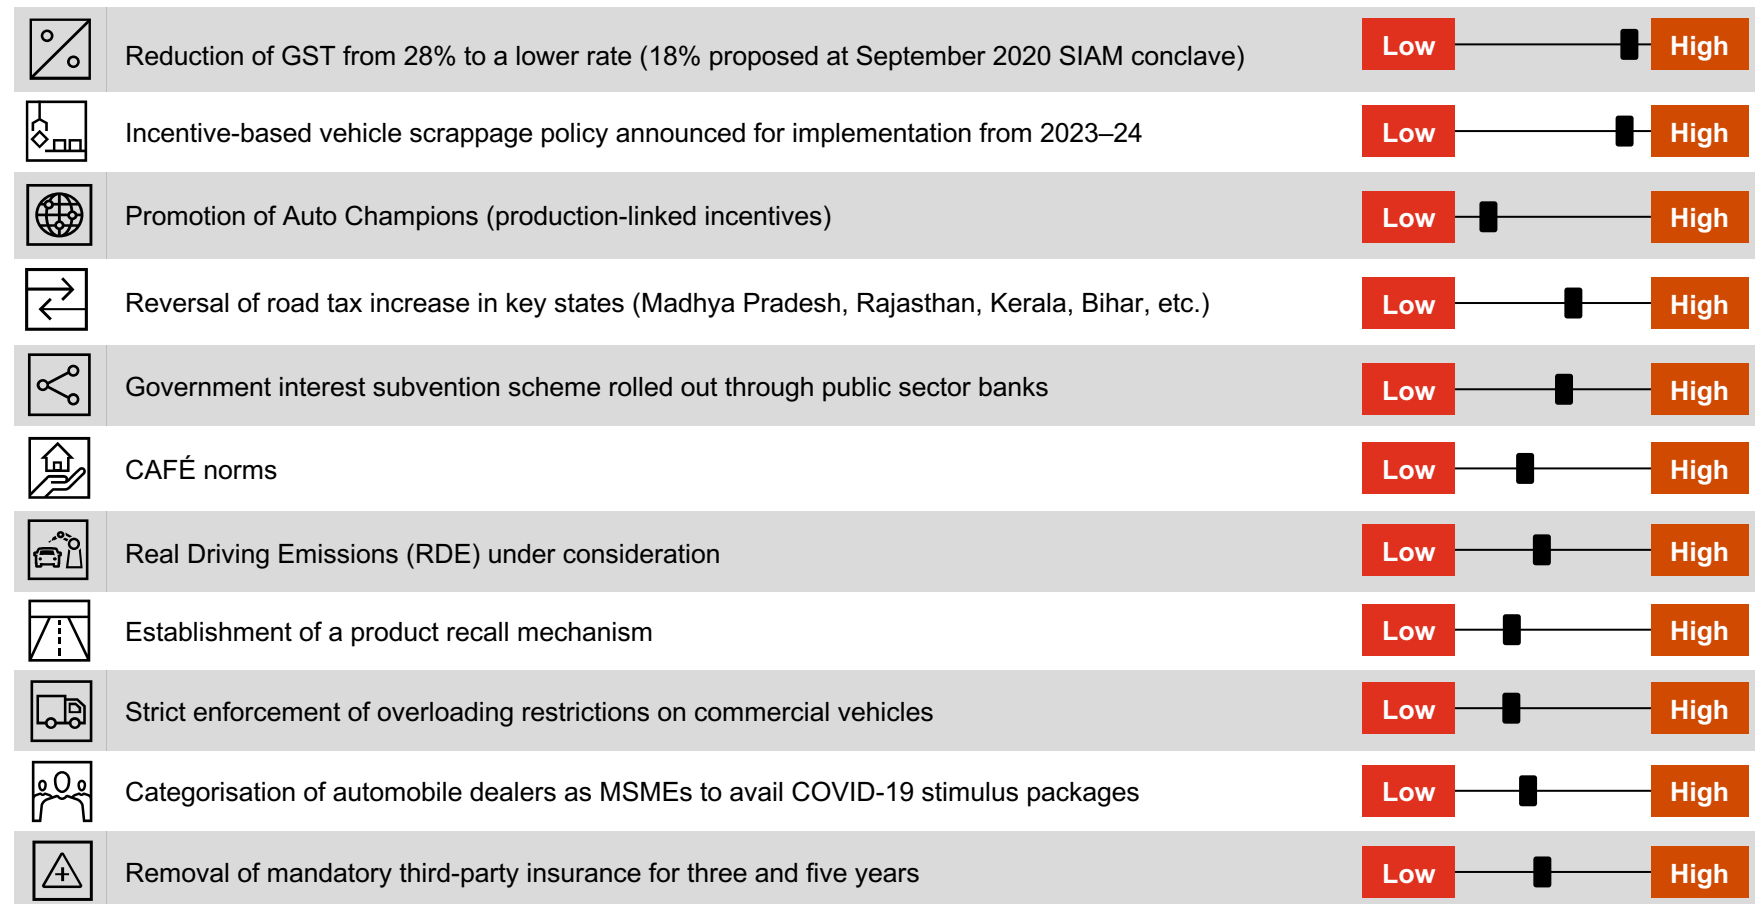 Reduction of GST from 28% to a lower rate (18% proposed at September 2020 SIAM conclave) Low High
Incentive-based vehicle scrappage policy announced for implementation from 2023–24 Low High
Promotion of Auto Champions (production-linked incentives) Low High
Reversal of road tax increase in key states (Madhya Pradesh, Rajasthan, Kerala, Bihar, etc.) Low High
Government interest subvention scheme rolled out through public sector banks Low High
CAFÉ norms Low High
Real Driving Emissions (RDE) under consideration Low High
Establishment of a product recall mechanism Low High
Strict enforcement of overloading restrictions on commercial vehicles Low High
Categorisation of automobile dealers as MSMEs to avail COVID-19 stimulus packages Low High
Removal of mandatory third-party insurance for three and five years Low High